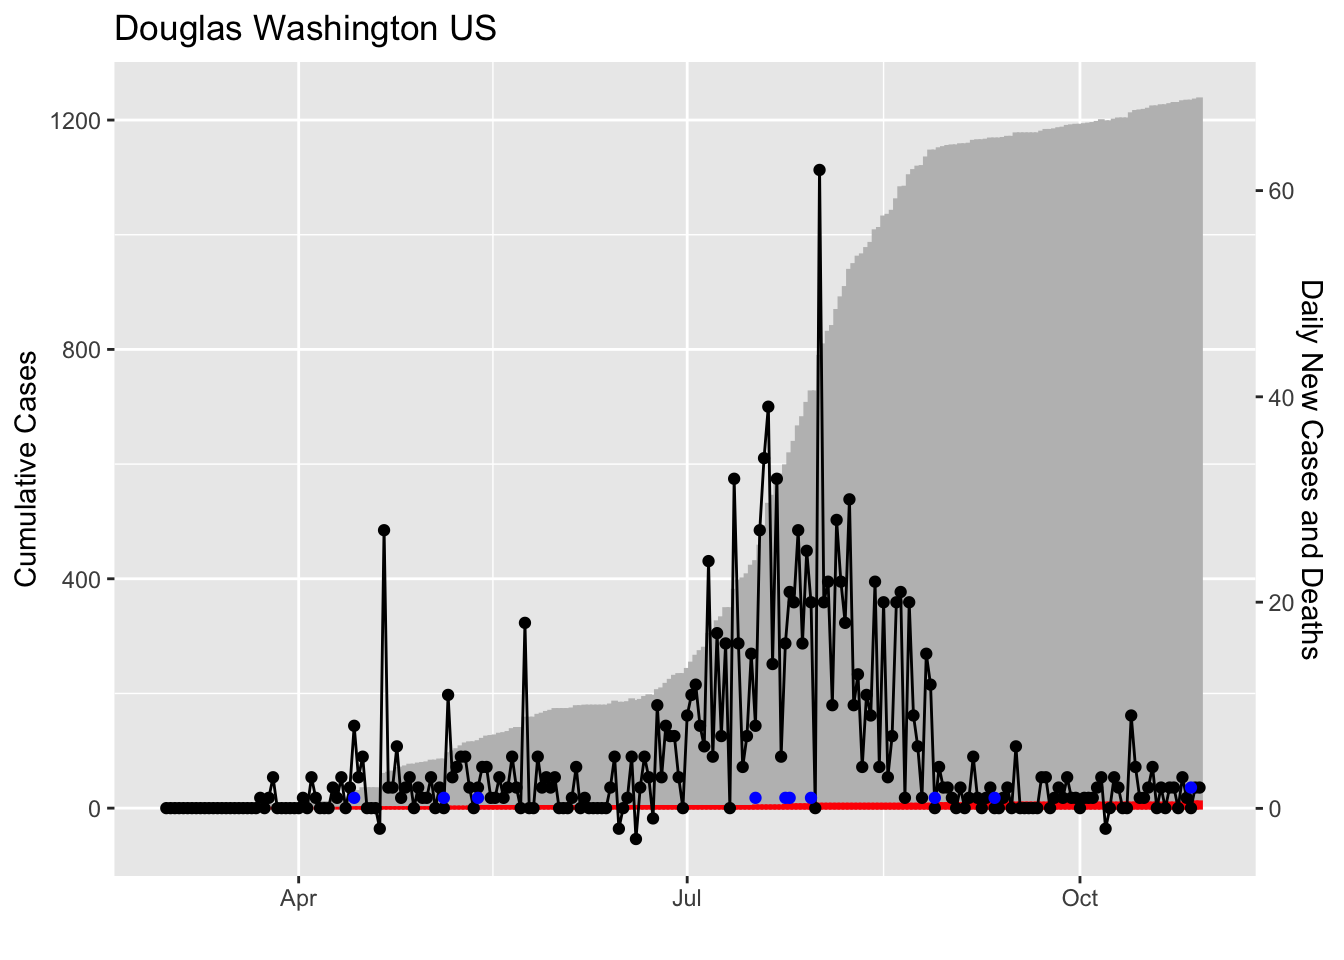 Douglas Washington US
Cumulative Cases
1200
800
400
0
60
40
20
0
Daily New Cases and Deaths
Apr
Jul
Oct